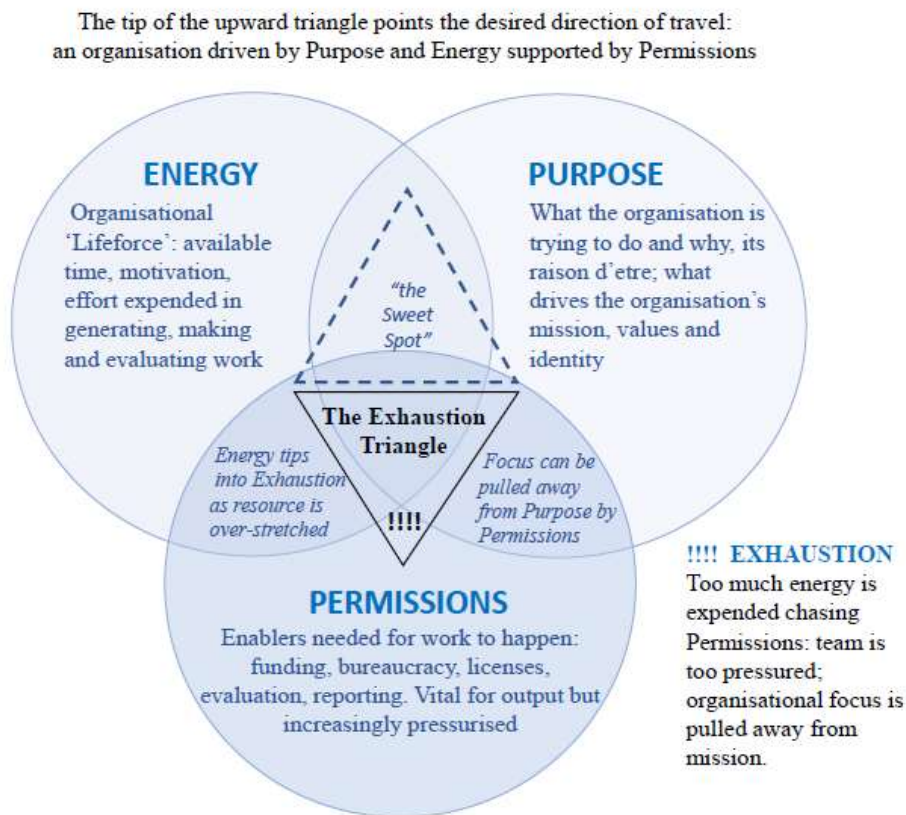 The tip of the upward triangle points the desired direction of travel:
an organisation driven by Purpose and Energy supported by Permissions
ENERGY
Organisational
‘Lifeforce’: available
time, motivation,
effort expended in
generating, making
and evaluating work
PURPOSE
What the organisation is
trying to do and why, its
raison d’etre; what
drives the organisation’s
mission, values and
identity
“the
Sweet
Spot”
The Exhaustion
Triangle
!!!!
Energy tips
into Exhaustion
as resource is
over-stretched
Focus can be
pulled away
from Purpose by
Permissions
PERMISSIONS
Enablers needed for work to happen:
funding, bureaucracy, licenses,
evaluation, reporting. Vital for output but
increasingly pressurised
!!!! EXHAUSTION
Too much energy is
expended chasing
Permissions: team is
too pressured;
organisational focus is
pulled away from
mission.